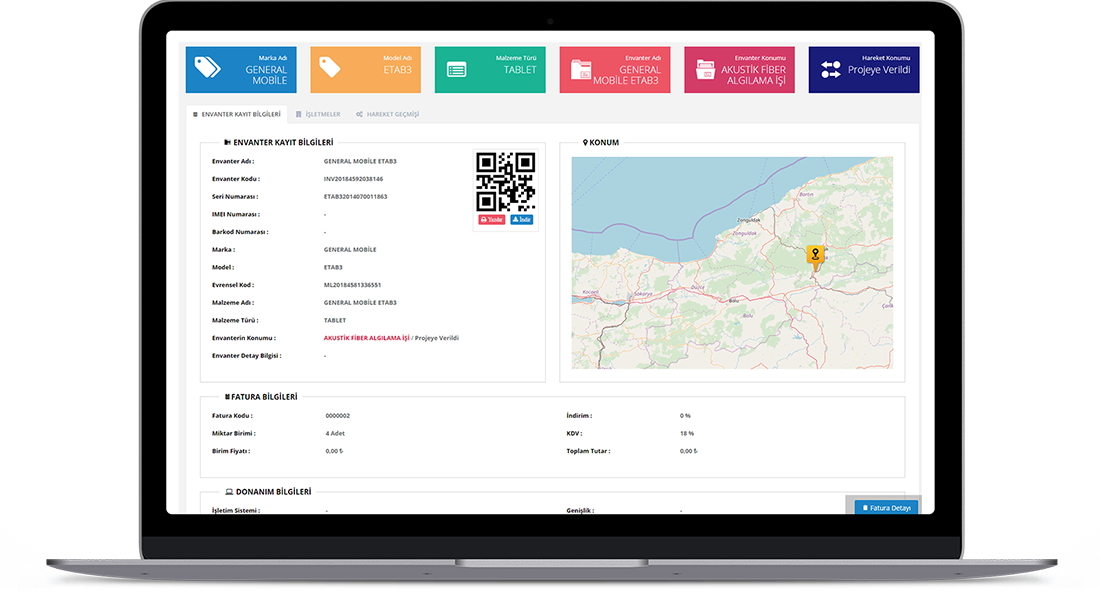 Marka Adı
GENERAL
MOBİLE
Model Adı
ETAB3
Malzeme Türü
TABLET
Envanter Adı
GENERAL
MOBİLE ETAB3
Envanter Konumu
AKUSTİK FİBER
ALGILAMA İŞİ
Hareket Konumu
Projeye Verildi
ENVANTER KAYIT BİLGİLERİ
İŞLETMELER
HAREKET GEÇMİŞİ
ENVANTER KAYIT BİLGİLERİ
Envanter Adı : GENERAL MOBİLE ETAB3
Envanter Kodu : INV20184592038146
Seri Numarası : ETAB32014070011863
IMEI Numarası : -
Barkod Numarası : -
Marka : GENERAL MOBİLE
Model : ETAB3
Evrensel Kod : ML20184581336551
Malzeme Adı : GENERAL MOBİLE ETAB3
Malzeme Türü : TABLET
Envanterin Konumu : AKUSTİK FİBER ALGILAMA İŞİ / Projeye Verildi
Envanter Detay Bilgisi : -
Yazdır
İndir
KONUM
Bartın
Zonguldak
Zonguldak
Kocaeli
Sakarya
Düzce
Bolu
Bolu
FATURA BİLGİLERİ
Fatura Kodu : 0000002
Miktar Birimi : 4 Adet
Birim Fiyatı : 0,00 ₺
İndirim : 0 %
KDV : 18 %
Toplam Tutar : 0,00 ₺
DONANIM BİLGİLERİ
İşletim Sistemi : -
Genişlik : -
Fatura Detayı